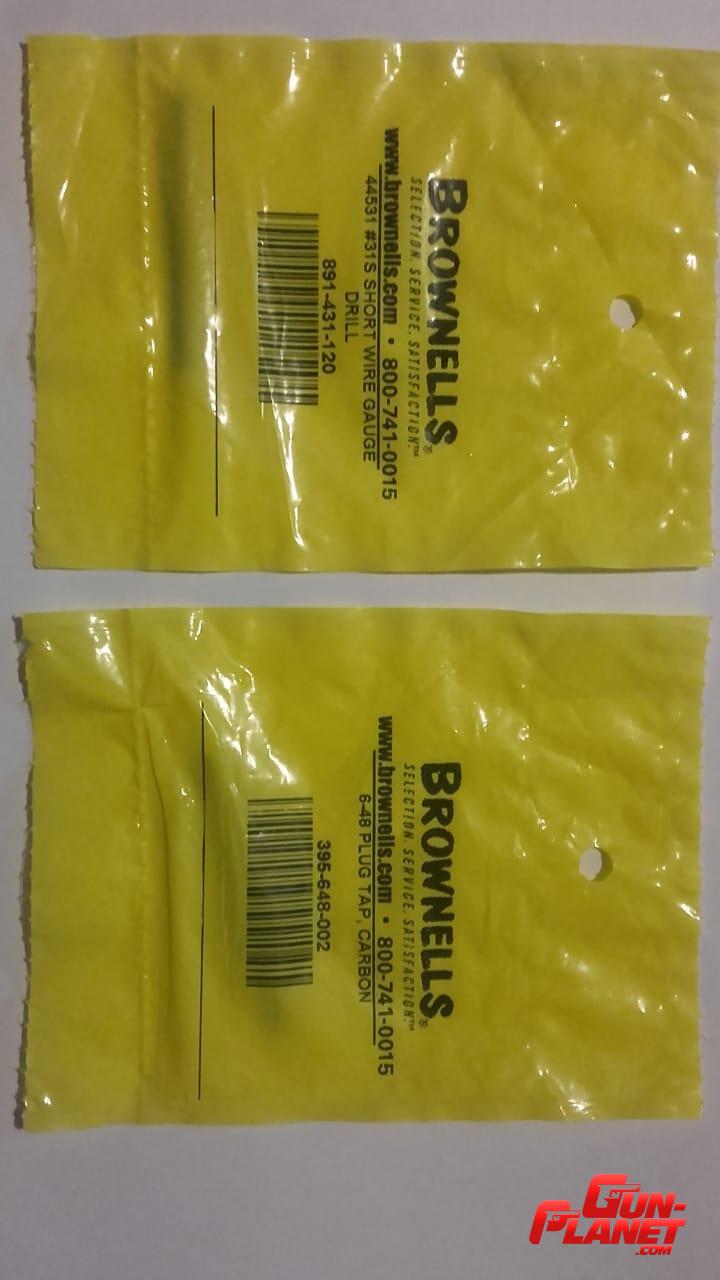 BROWNELLS®
SELECTION. SERVICE. SATISFACTION.™
www.brownells.com • 800-741-0015
44531 #31S SHORT WIRE GAUGE
DRILL
891-431-120
BROWNELLS®
SELECTION. SERVICE. SATISFACTION.™
www.brownells.com • 800-741-0015
6-48 PLUG TAP, CARBON
395-648-002
GUN-
PLANET
.COM